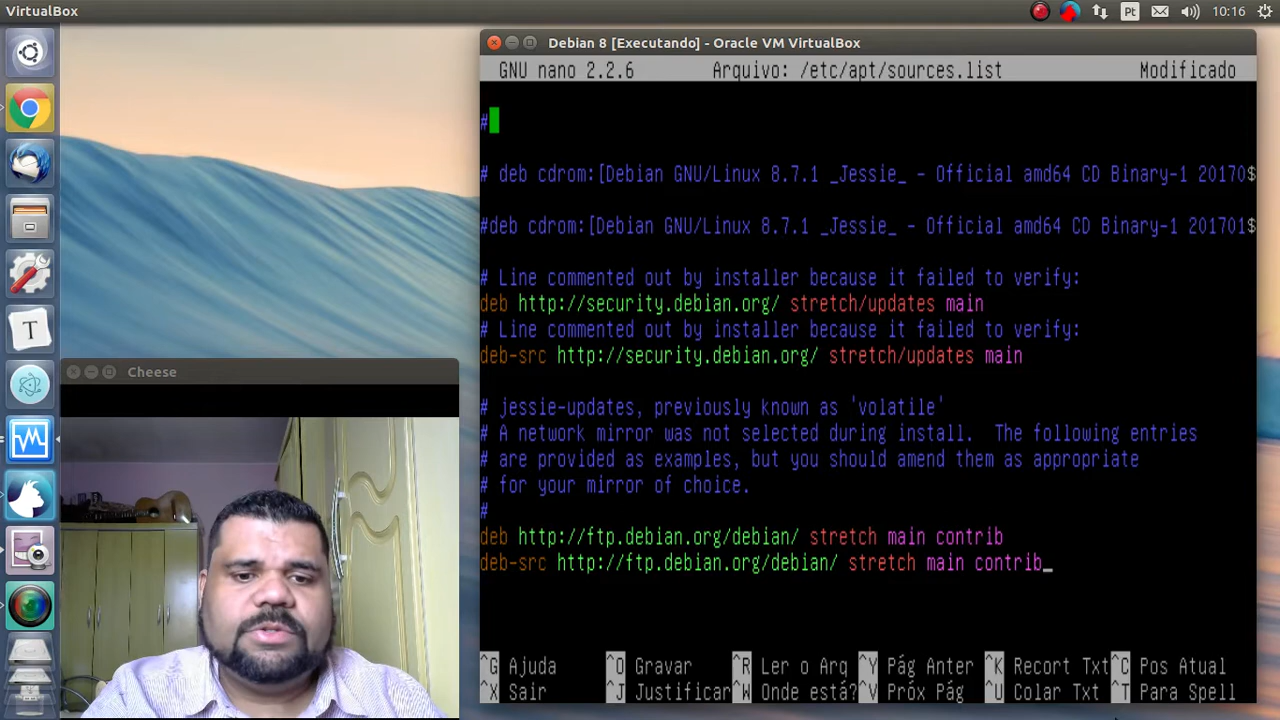 VirtualBox
Pt
10:16
Debian 8 [Executando] - Oracle VM VirtualBox
GNU nano 2.2.6 Arquivo: /etc/apt/sources.list Modificado
#
# deb cdrom:[Debian GNU/Linux 8.7.1 _Jessie_ - Official amd64 CD Binary-1 20170$
#deb cdrom:[Debian GNU/Linux 8.7.1 _Jessie_ - Official amd64 CD Binary-1 201701$
# Line commented out by installer because it failed to verify:
deb http://security.debian.org/ stretch/updates main
# Line commented out by installer because it failed to verify:
deb-src http://security.debian.org/ stretch/updates main
# jessie-updates, previously known as 'volatile'
# A network mirror was not selected during install.  The following entries
# are provided as examples, but you should amend them as appropriate
# for your mirror of choice.
#
deb http://ftp.debian.org/debian/ stretch main contrib
deb-src http://ftp.debian.org/debian/ stretch main contrib_
^G Ajuda ^O Gravar ^R Ler o Arq ^Y Pág Anter ^K Recort Txt ^C Pos Atual
^X Sair ^J Justificar ^W Onde está? ^V Próx Pág ^U Colar Txt ^T Para Spell
Cheese
T